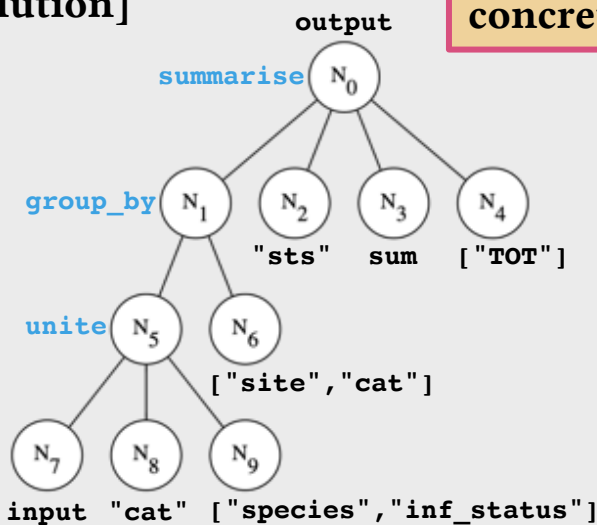 lution]
concre
output
summarise N0
group_by N1 N2 N3 N4
"sts" sum ["TOT"]
unite N5 N6
["site","cat"]
N7 N8 N9
input "cat" ["species","inf_status"]